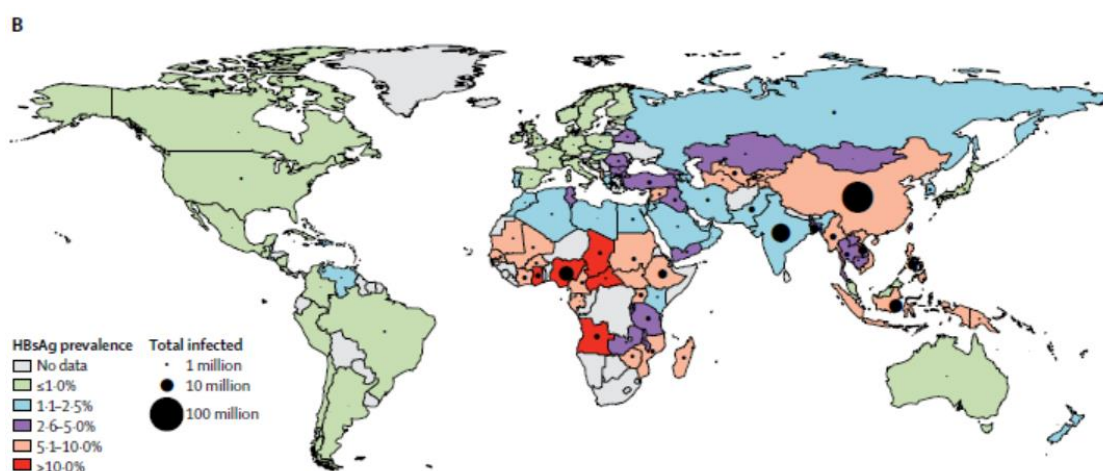 B
HBsAg prevalence
No data
≤1·0%
1·1–2·5%
2·6–5·0%
5·1–10·0%
>10·0%
Total infected
1 million
10 million
100 million